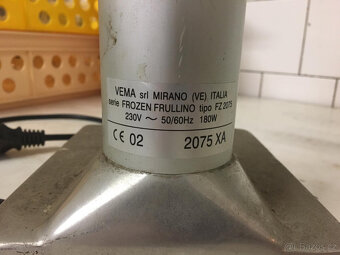 VEMA srl MIRANO (VE) ITALIA
serie FROZEN FRULLINO tipo FZ 2075
230V ~ 50/60Hz 180W
CE 02 2075 XA